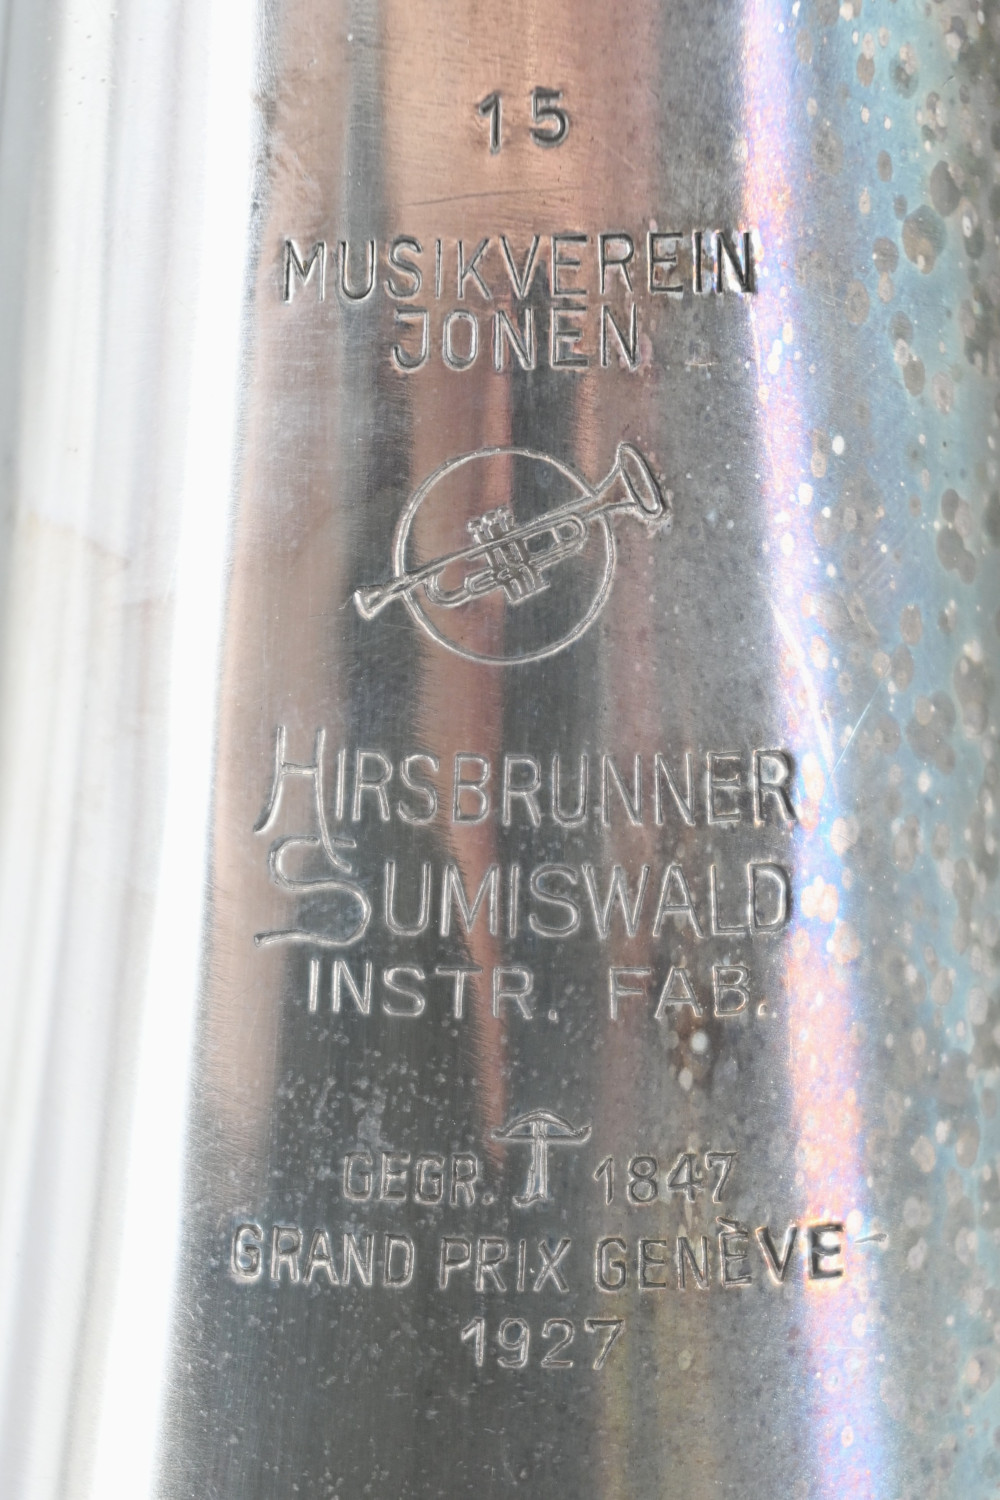 15
MUSIKVEREIN
JONEN
HIRSBRUNNER
SUMISWALD
INSTR. FAB.
GEGR. 1847
GRAND PRIX GENÈVE
1927